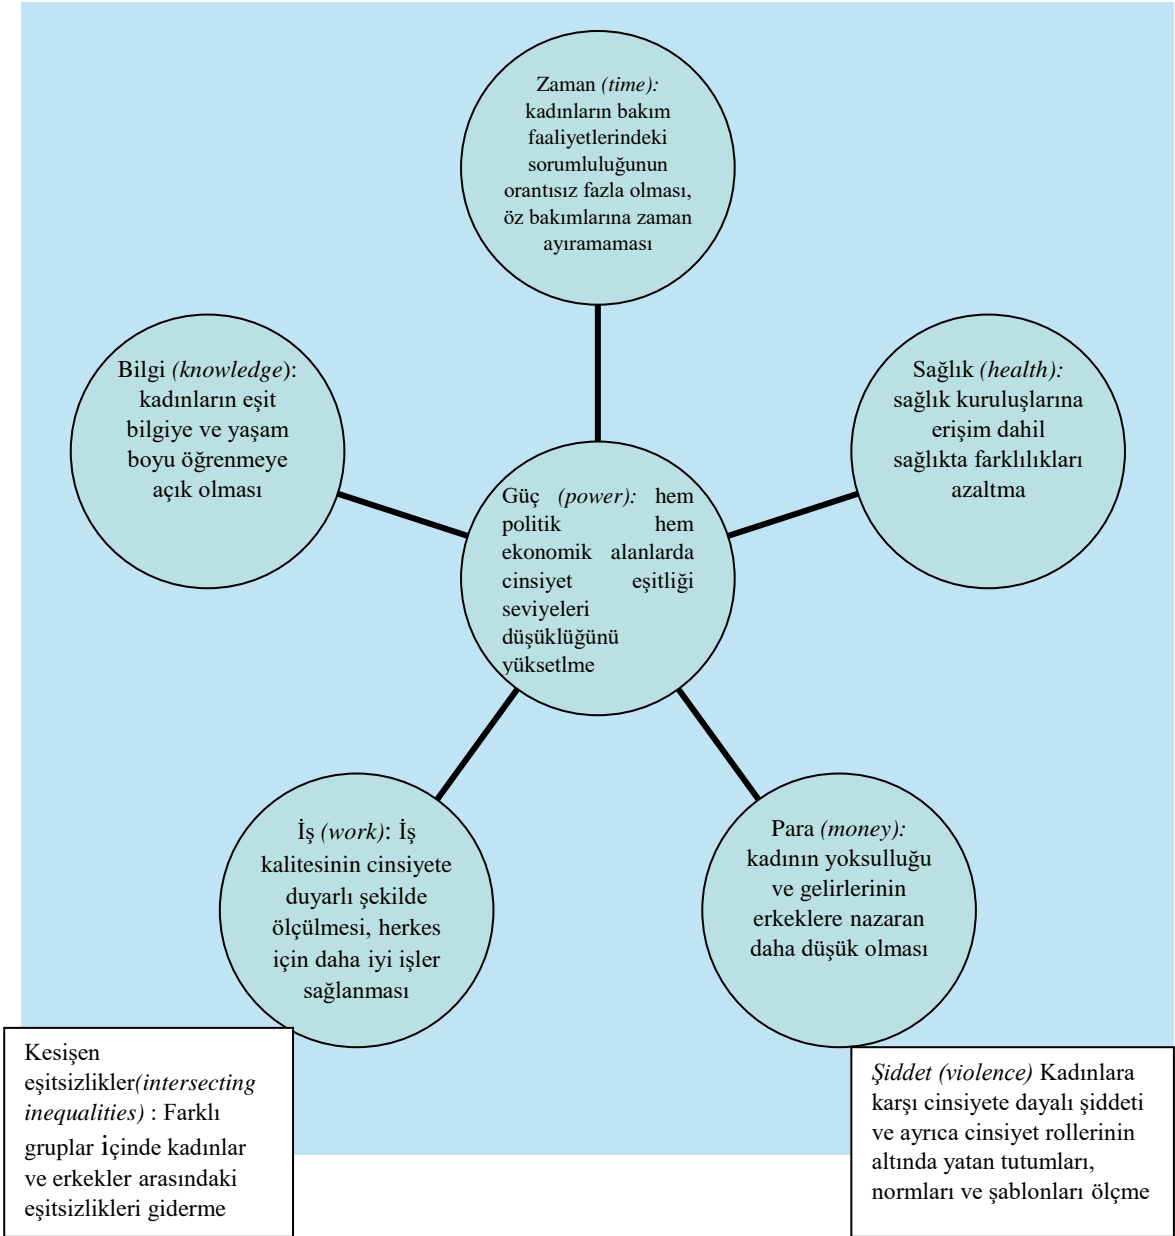 Zaman (time):
kadınların bakım
faaliyetlerindeki
sorumluluğunun
orantısız fazla olması,
öz bakımlarına zaman
ayıramaması
Bilgi (knowledge):
kadınların eşit
bilgiye ve yaşam
boyu öğrenmeye
açık olması
Sağlık (health):
sağlık kuruluşlarına
erişim dahil
sağlıkta farklılıkları
azaltma
Güç (power): hem
politik hem
ekonomik alanlarda
cinsiyet eşitliği
seviyeleri
düşüklüğünü
yüksetlme
İş (work): İş
kalitesinin cinsiyete
duyarlı şekilde
ölçülmesi, herkes
için daha iyi işler
sağlanması
Para (money):
kadının yoksulluğu
ve gelirlerinin
erkeklere nazaran
daha düşük olması
Kesişen
eşitsizlikler(intersecting
inequalities) : Farklı
gruplar içinde kadınlar
ve erkekler arasındaki
eşitsizlikleri giderme
Şiddet (violence) Kadınlara
karşı cinsiyete dayalı şiddeti
ve ayrıca cinsiyet rollerinin
altında yatan tutumları,
normları ve şablonları ölçme